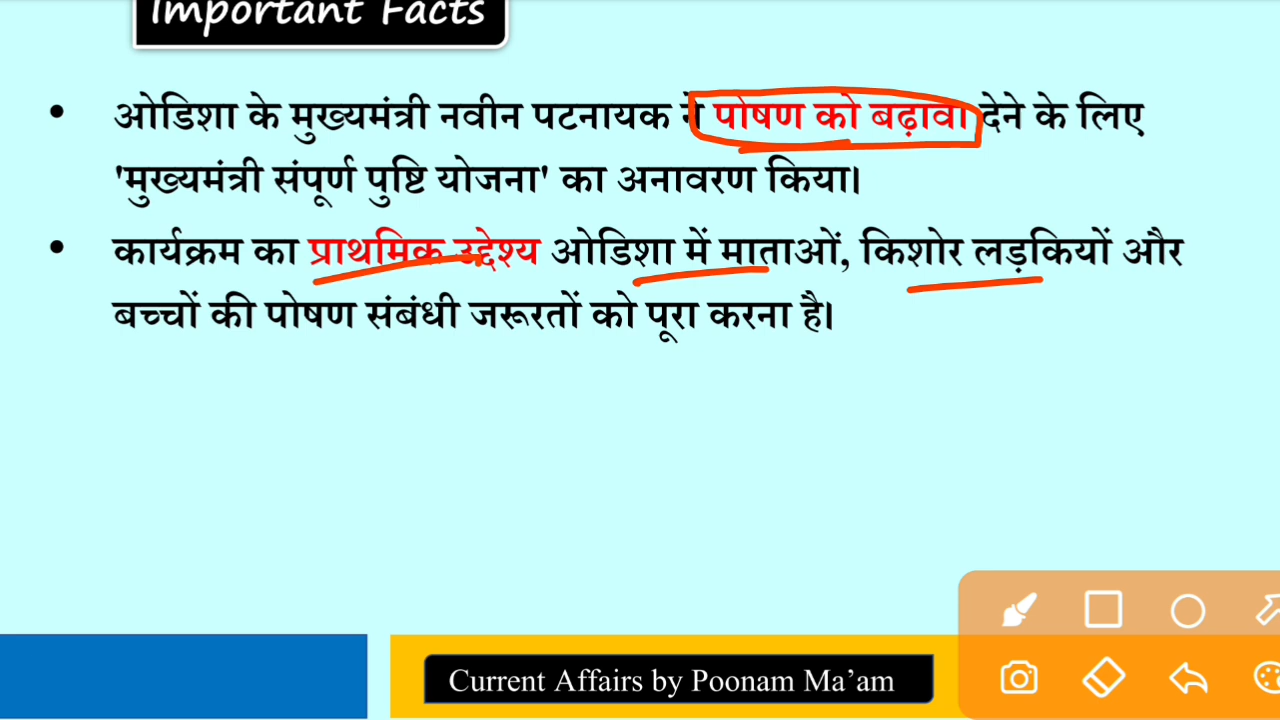 Important Facts
• ओडिशा के मुख्यमंत्री नवीन पटनायक ने पोषण को बढ़ावा देने के लिए
'मुख्यमंत्री संपूर्ण पुष्टि योजना' का अनावरण किया।
• कार्यक्रम का प्राथमिक उद्देश्य ओडिशा में माताओं, किशोर लड़कियों और
बच्चों की पोषण संबंधी जरूरतों को पूरा करना है।
Current Affairs by Poonam Ma’am